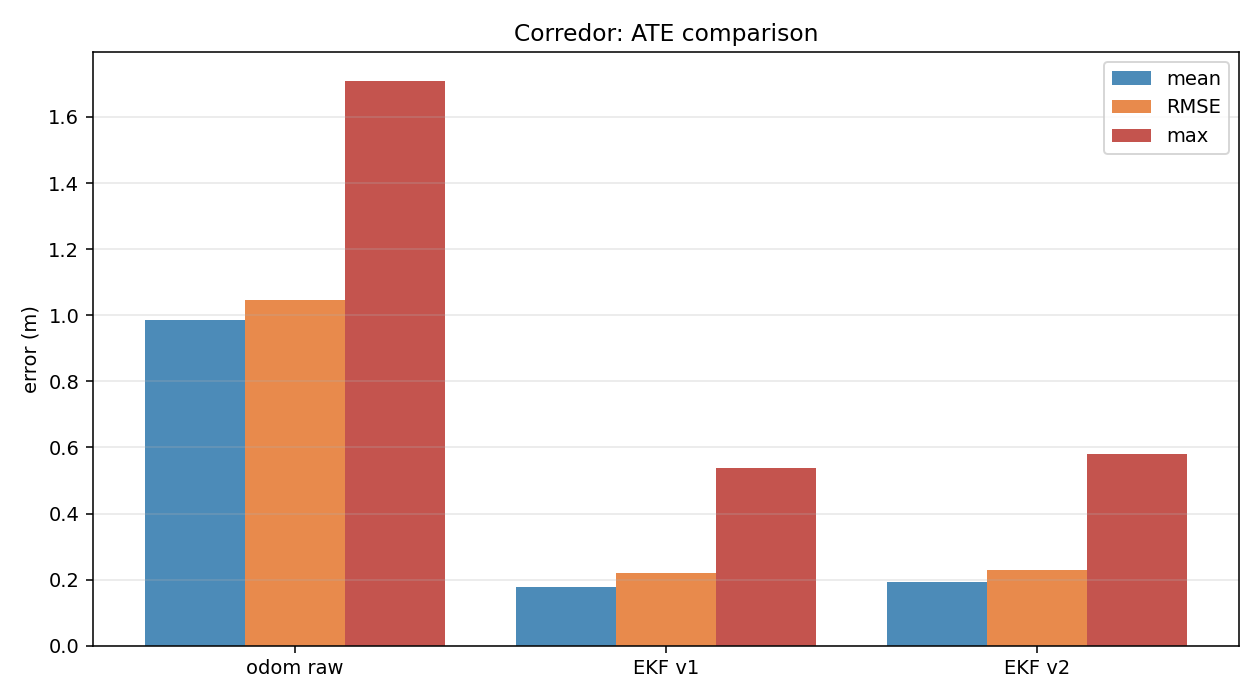 Corredor: ATE comparison
mean
RMSE
max
error (m)
1.6
1.4
1.2
1.0
0.8
0.6
0.4
0.2
0.0
odom raw
EKF v1
EKF v2